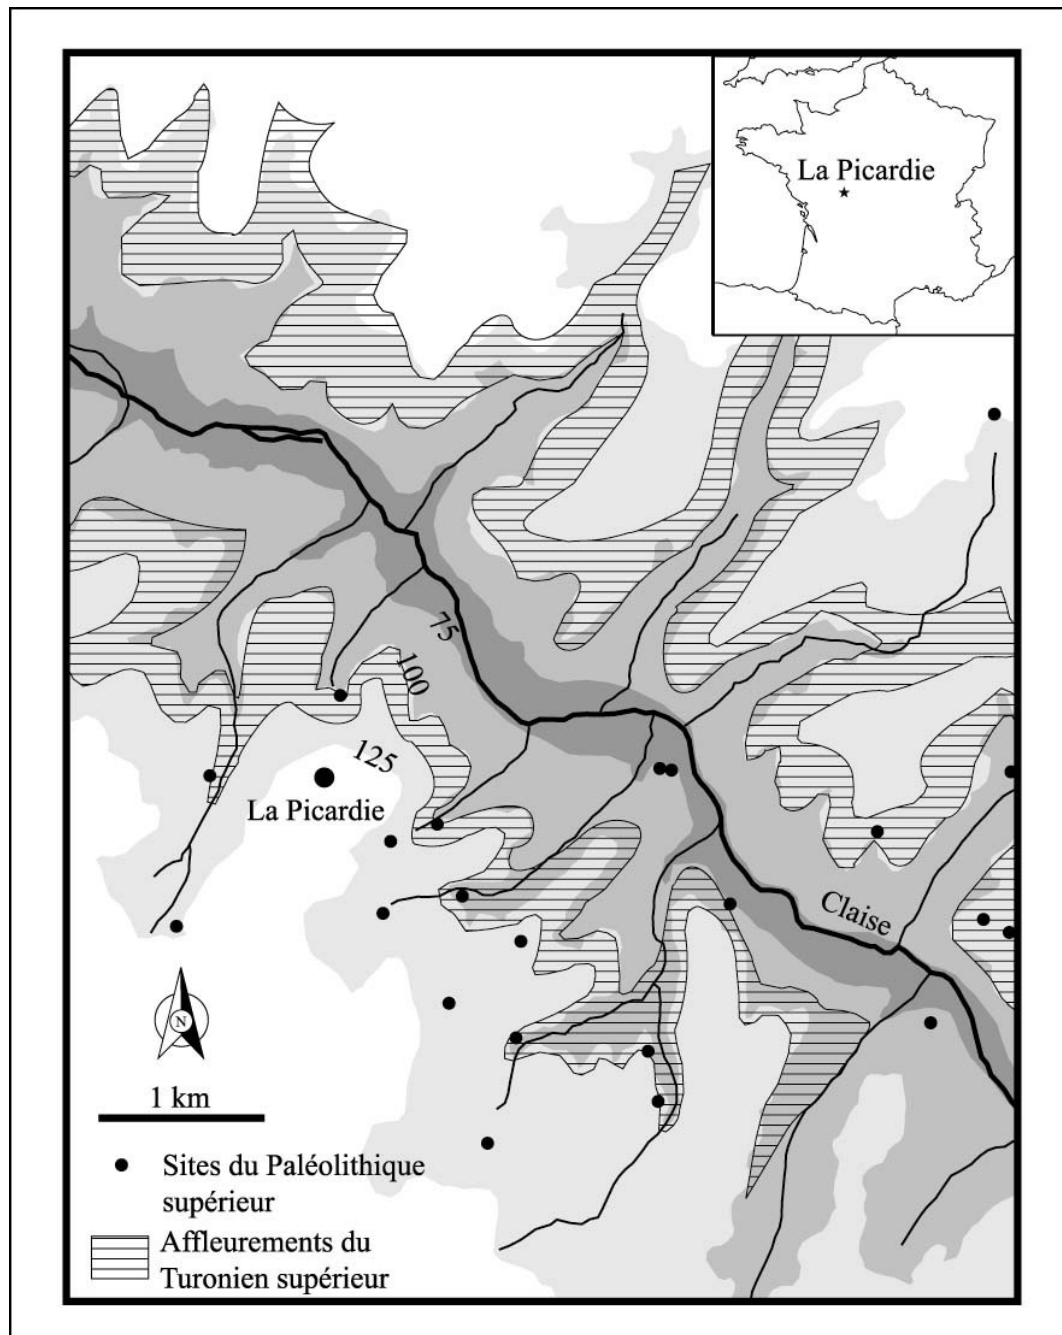 La Picardie
75
100
125
La Picardie
Claise
N
1 km
Sites du Paléolithique
supérieur
Affleurements du
Turonien supérieur